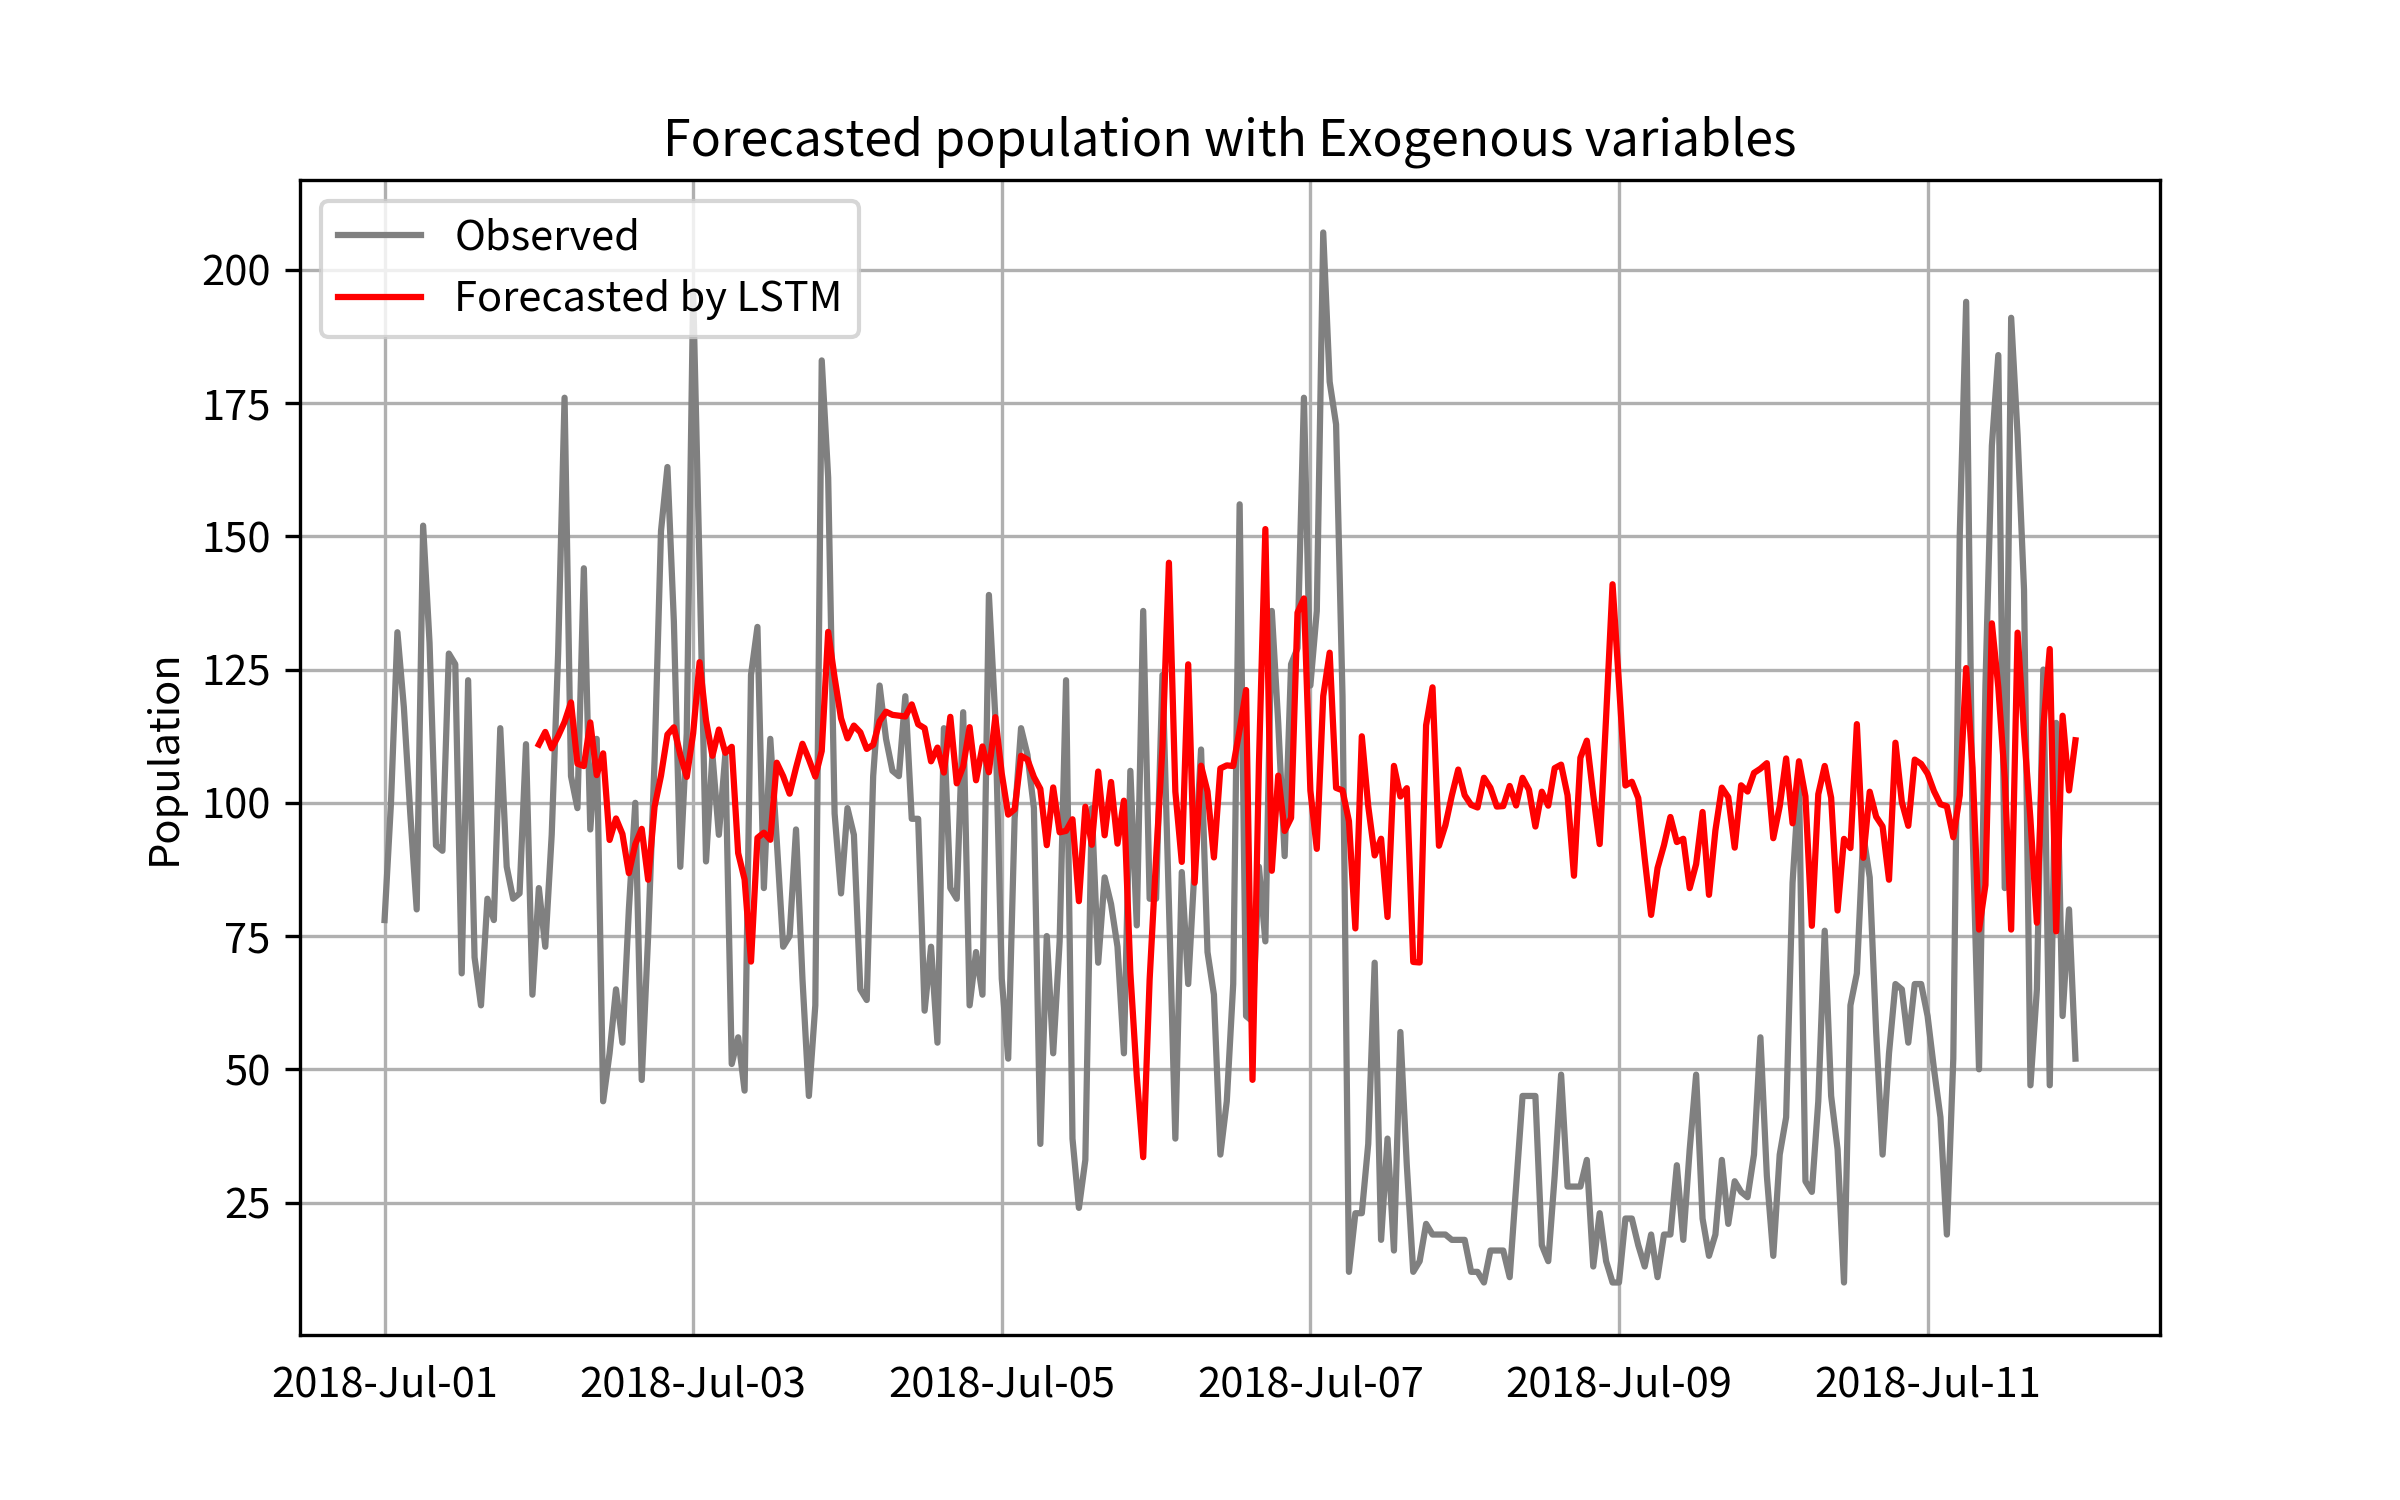 Forecasted population with Exogenous variables
Observed
Forecasted by LSTM
Population
200
175
150
125
100
75
50
25
2018-Jul-01
2018-Jul-03
2018-Jul-05
2018-Jul-07
2018-Jul-09
2018-Jul-11